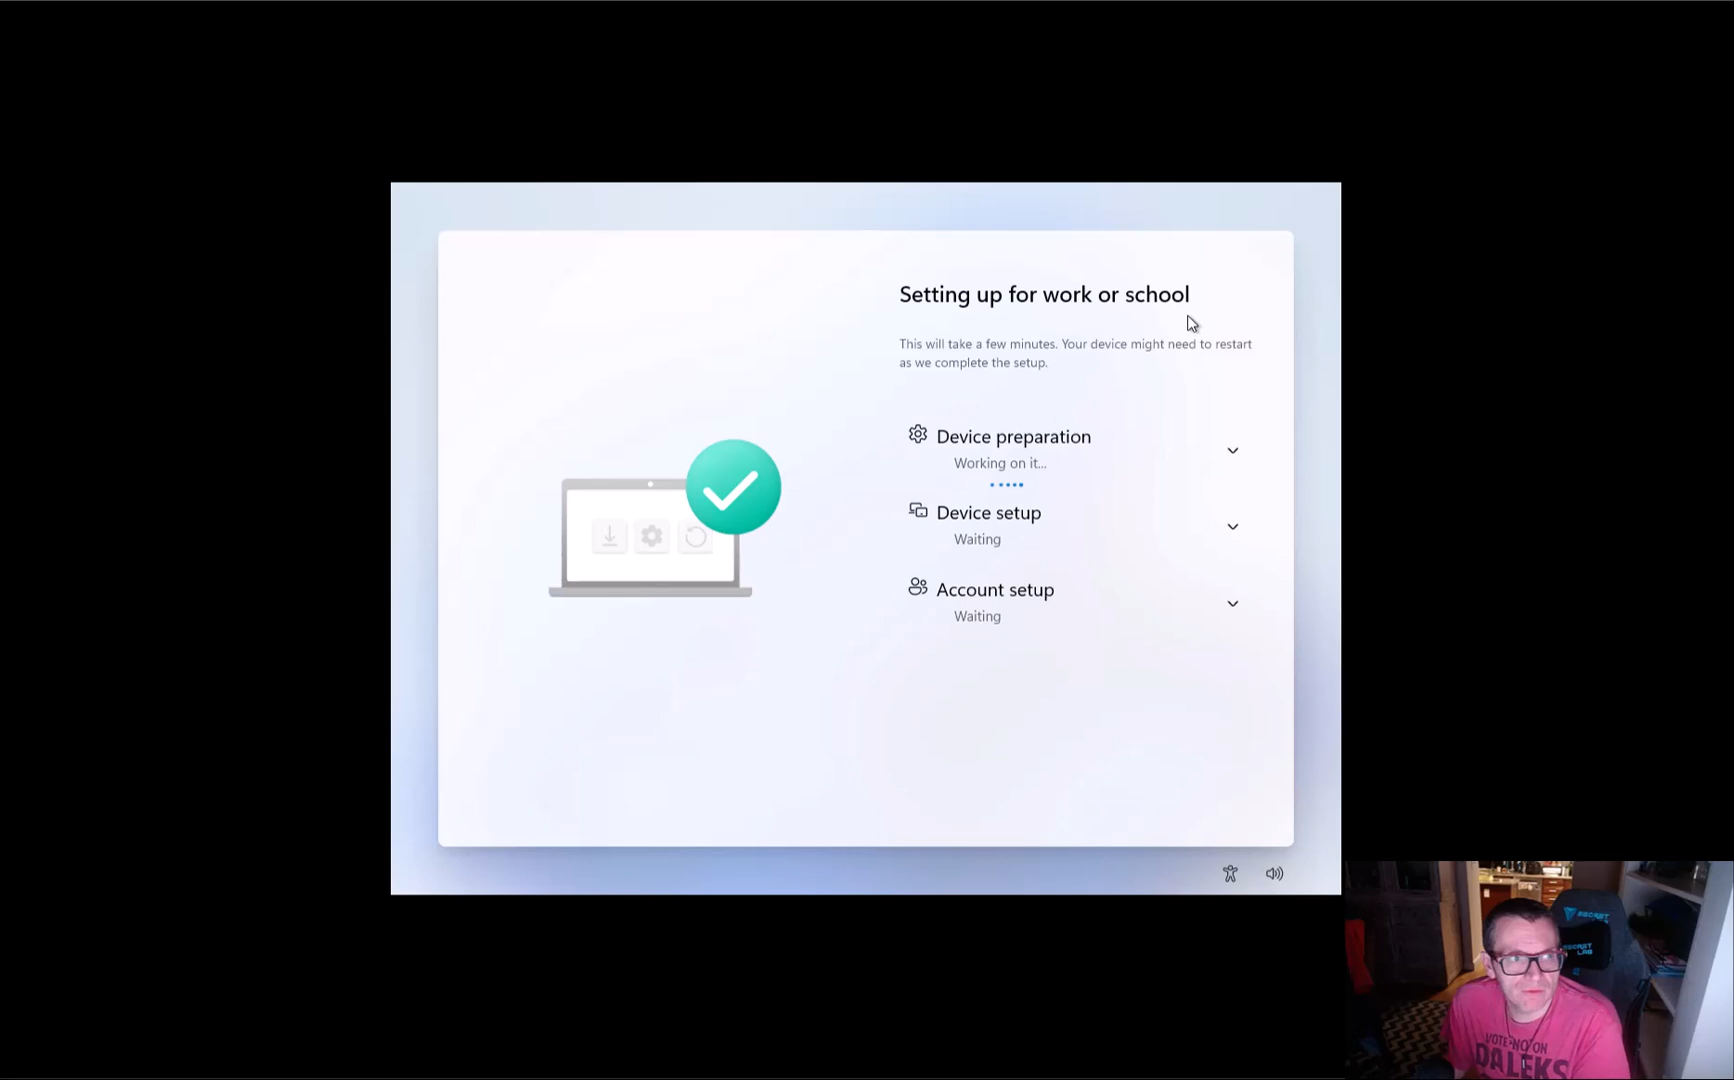 Setting up for work or school
This will take a few minutes. Your device might need to restart
as we complete the setup.
Device preparation
Working on it...
Device setup
Waiting
Account setup
Waiting
VOTE NO ON
DALEKS